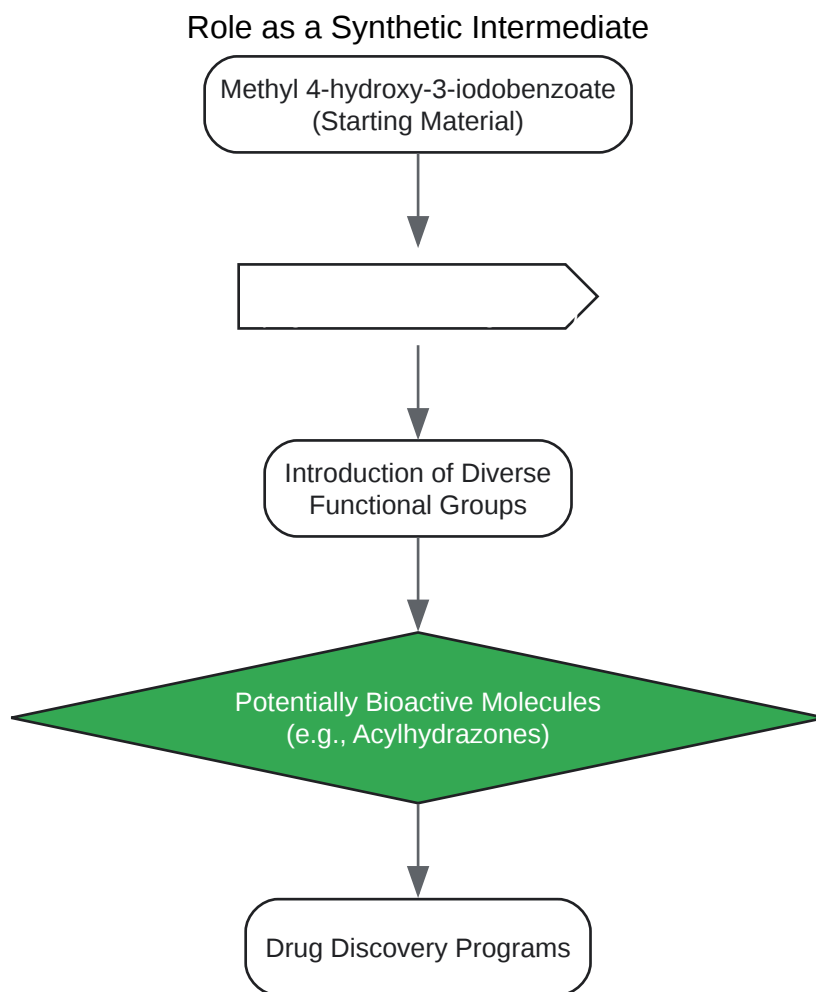 Role as a Synthetic Intermediate
Methyl 4-hydroxy-3-iodobenzoate
(Starting Material)
Introduction of Diverse
Functional Groups
Potentially Bioactive Molecules
(e.g., Acylhydrazones)
Drug Discovery Programs